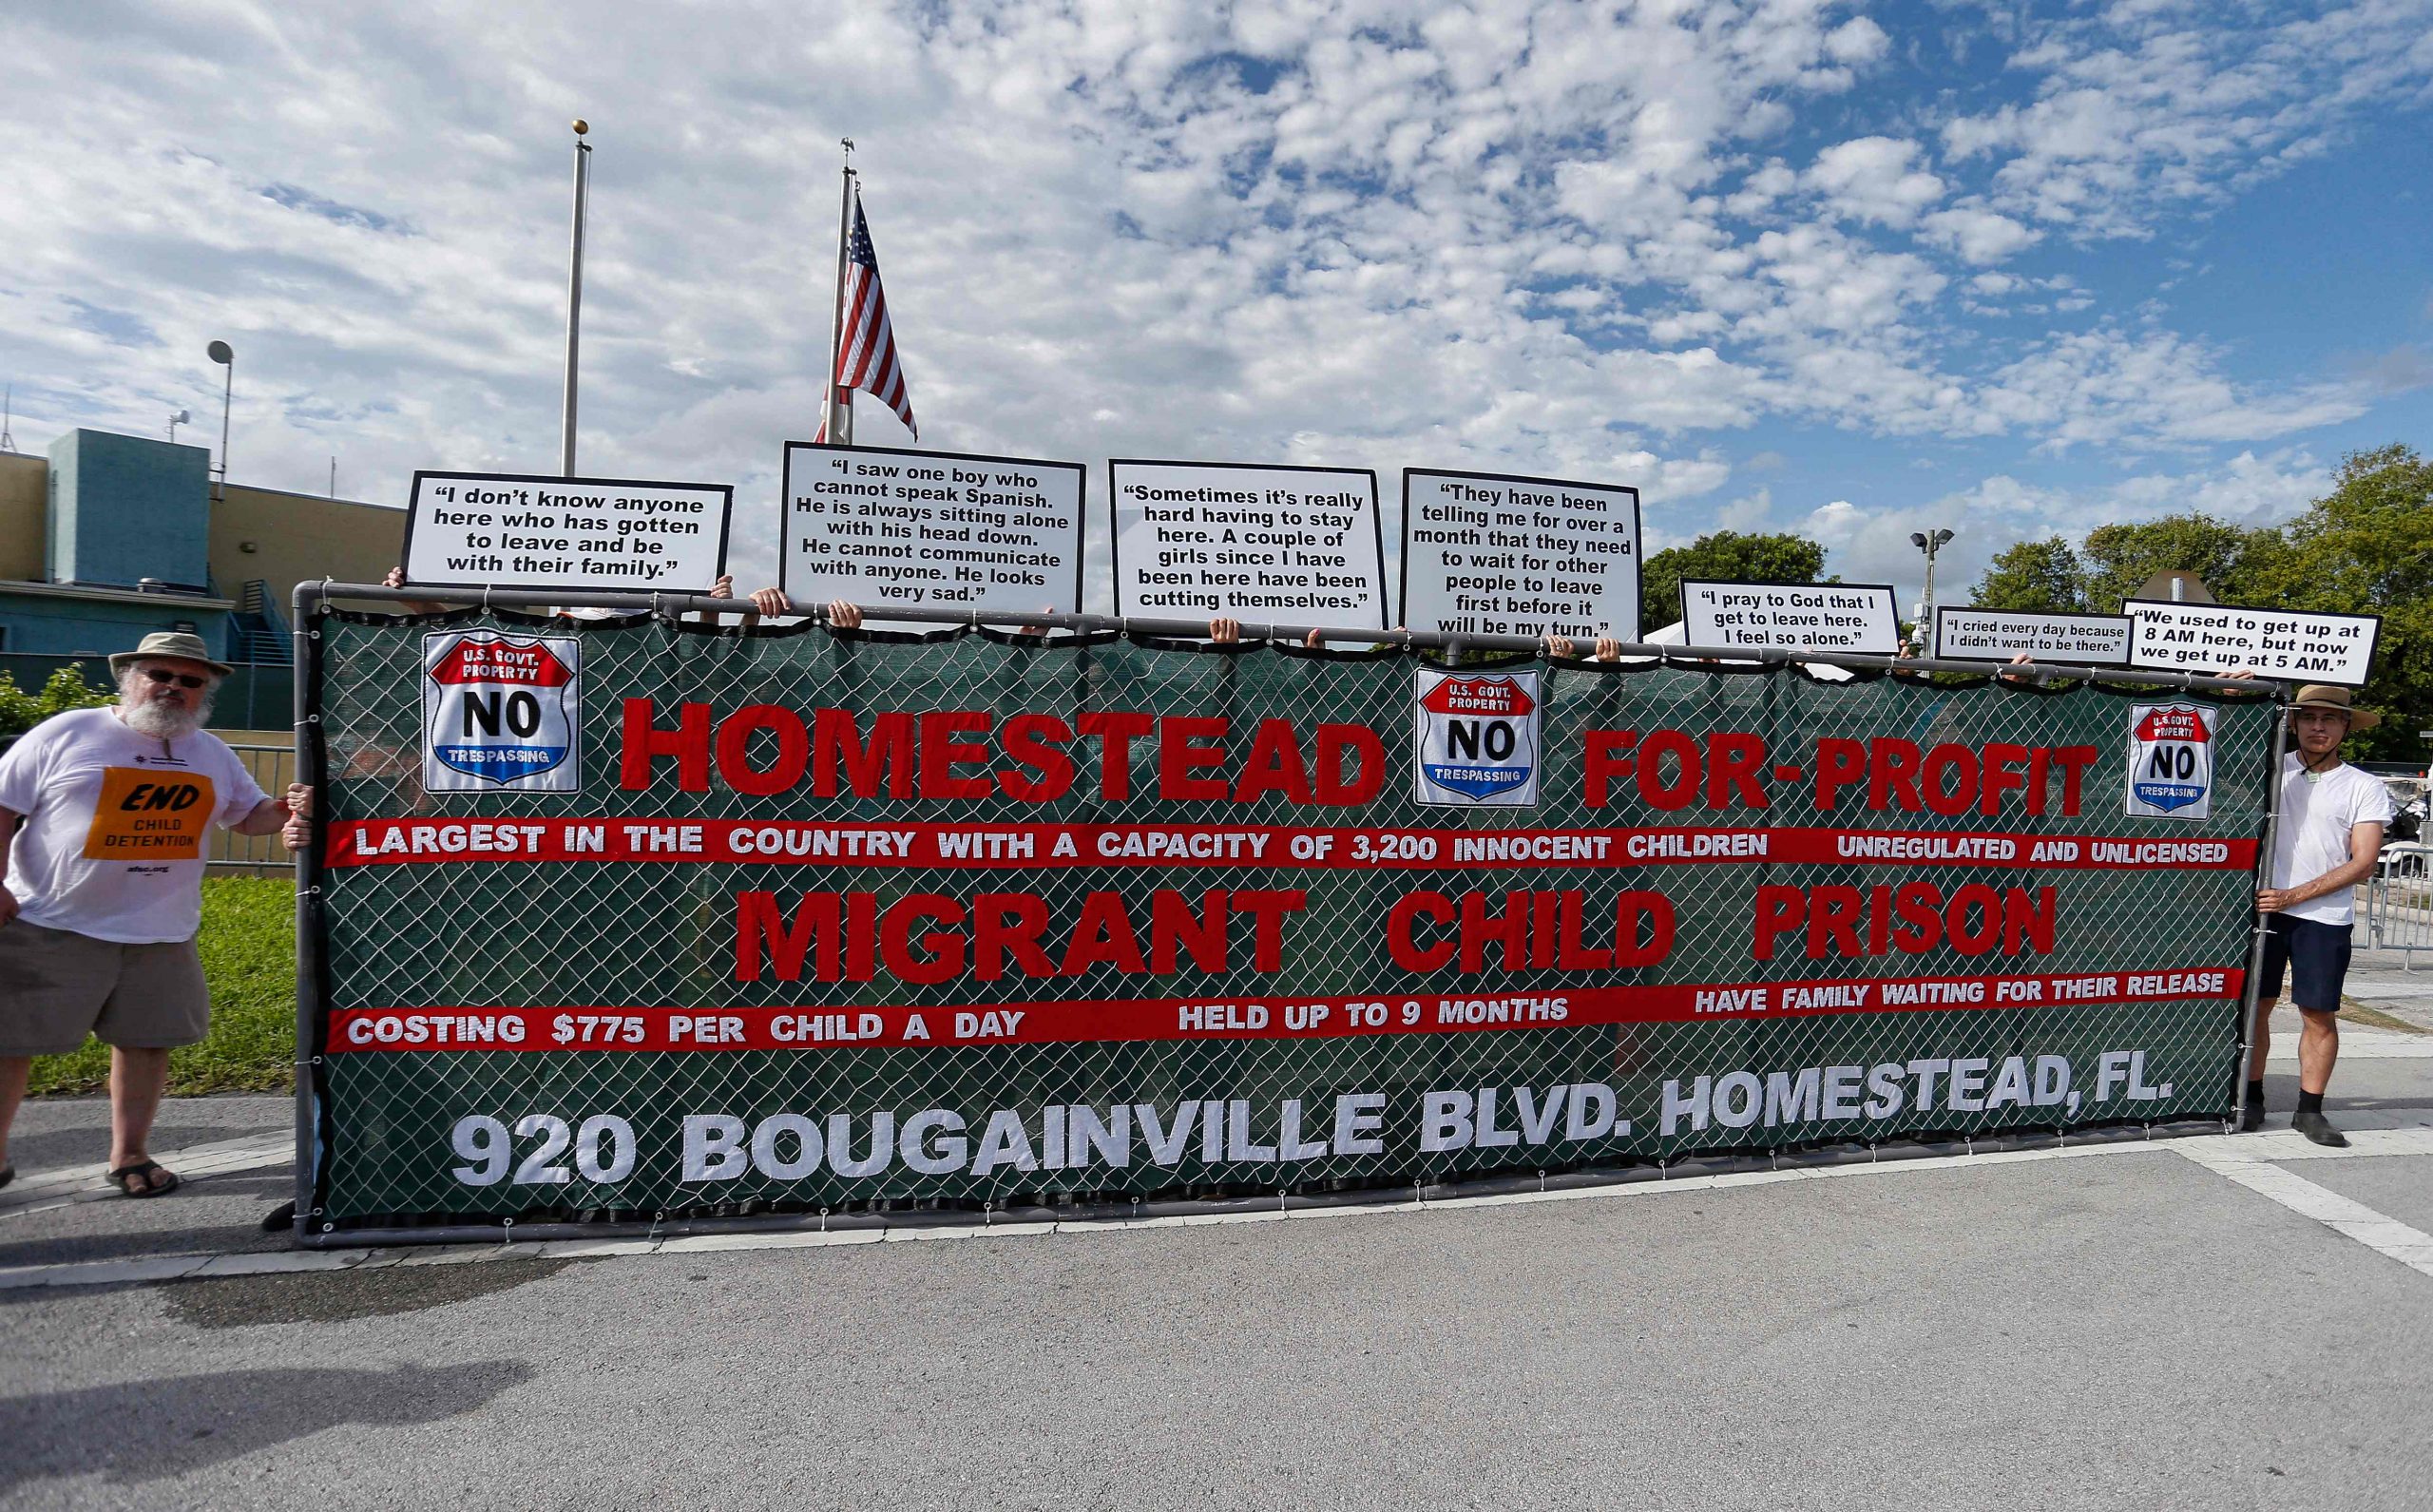 “I don’t know anyone
here who has gotten
to leave and be
with their family.”
“I saw one boy who
cannot speak Spanish.
He is always sitting alone
with his head down.
He cannot communicate
with anyone. He looks
very sad.”
“Sometimes it’s really
hard having to stay
here. A couple of
girls since I have
been here have been
cutting themselves.”
“They have been
telling me for over a
month that they need
to wait for other
people to leave
first before it
will be my turn.”
“I pray to God that I
get to leave here.
I feel so alone.”
“I cried every day because
I didn’t want to be there.”
“We used to get up at
8 AM here, but now
we get up at 5 AM.”
U.S. GOVT.
PROPERTY
NO
TRESPASSING
HOMESTEAD
U.S. GOVT.
PROPERTY
NO
TRESPASSING
FOR-PROFIT
U.S. GOVT.
PROPERTY
NO
TRESPASSING
LARGEST IN THE COUNTRY WITH A CAPACITY OF 3,200 INNOCENT CHILDREN UNREGULATED AND UNLICENSED
MIGRANT CHILD PRISON
COSTING $775 PER CHILD A DAY HELD UP TO 9 MONTHS HAVE FAMILY WAITING FOR THEIR RELEASE
920 BOUGAINVILLE BLVD. HOMESTEAD, FL.
END
CHILD
DETENTION
afsc.org